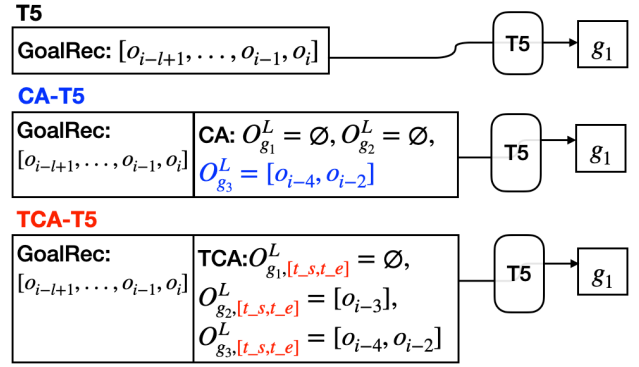 T5
GoalRec: [o_{i-l+1}, ..., o_{i-1}, o_i]
T5
g_1
CA-T5
GoalRec:
[o_{i-l+1}, ..., o_{i-1}, o_i]
CA: O^L_{g_1} = ∅, O^L_{g_2} = ∅,
O^L_{g_3} = [o_{i-4}, o_{i-2}]
T5
g_1
TCA-T5
GoalRec:
[o_{i-l+1}, ..., o_{i-1}, o_i]
TCA:O^L_{g_1,[t_s,t_e]} = ∅,
O^L_{g_2,[t_s,t_e]} = [o_{i-3}],
O^L_{g_3,[t_s,t_e]} = [o_{i-4}, o_{i-2}]
T5
g_1